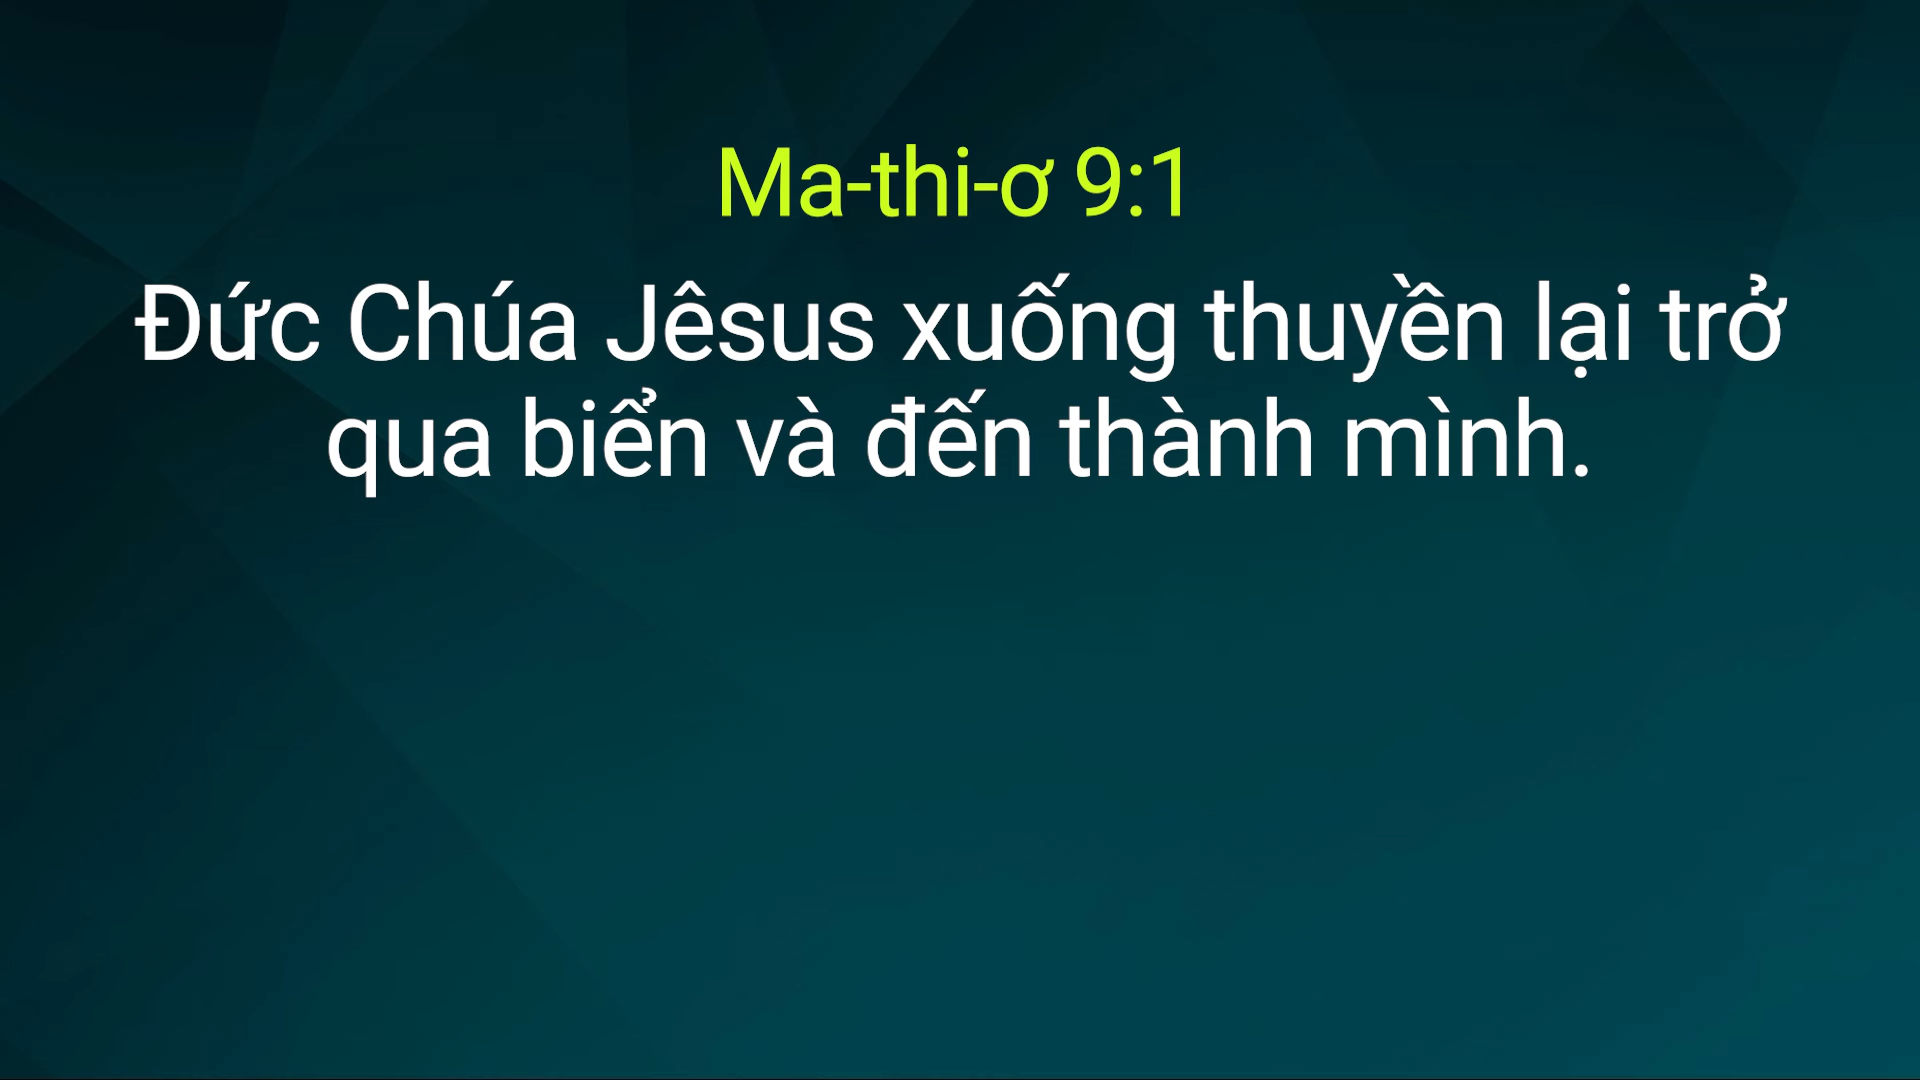 Ma-thi-ơ 9:1
Đức Chúa Jêsus xuống thuyền lại trở
qua biển và đến thành mình.